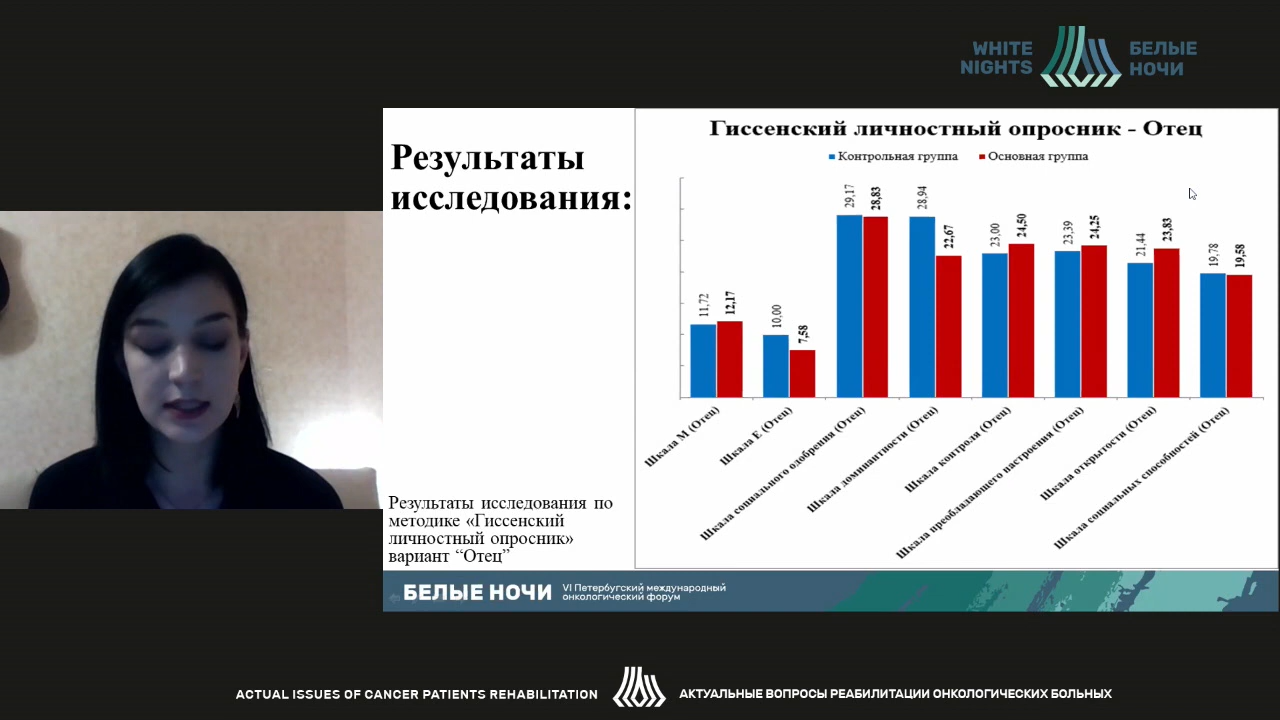 WHITE
NIGHTS
БЕЛЫЕ
НОЧИ
Результаты
исследования:
Гиссенский личностный опросник - Отец
Контрольная группа
Основная группа
11,72
12,17
10,00
7,58
29,17
28,83
28,94
22,67
23,00
24,50
23,39
24,25
21,44
23,83
19,78
19,58
Шкала М (Отец)
Шкала Е (Отец)
Шкала социального одобрения (Отец)
Шкала доминантности (Отец)
Шкала контроля (Отец)
Шкала преобладающего настроения (Отец)
Шкала открытости (Отец)
Шкала социальных способностей (Отец)
Результаты исследования по
методике «Гиссенский
личностный опросник»
вариант “Отец”
БЕЛЫЕ НОЧИ
VI Петербугский международный
онкологический форум
ACTUAL ISSUES OF CANCER PATIENTS REHABILITATION
АКТУАЛЬНЫЕ ВОПРОСЫ РЕАБИЛИТАЦИИ ОНКОЛОГИЧЕСКИХ БОЛЬНЫХ